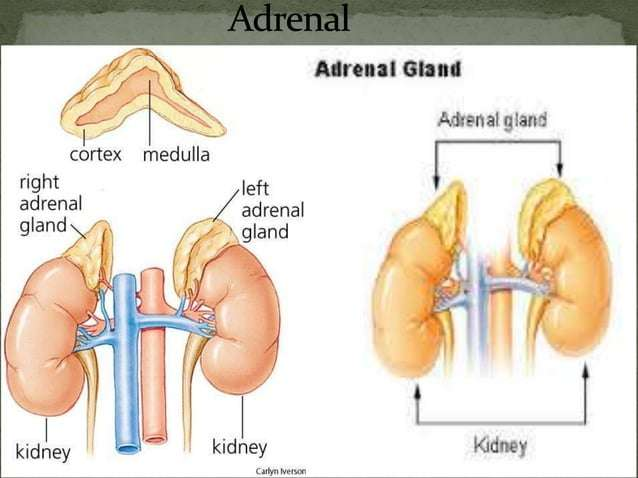 Adrenal
cortex medulla
right
adrenal
gland
left
adrenal
gland
kidney
kidney
Carlyn Iverson
Adrenal Gland
Adrenal gland
Kidney